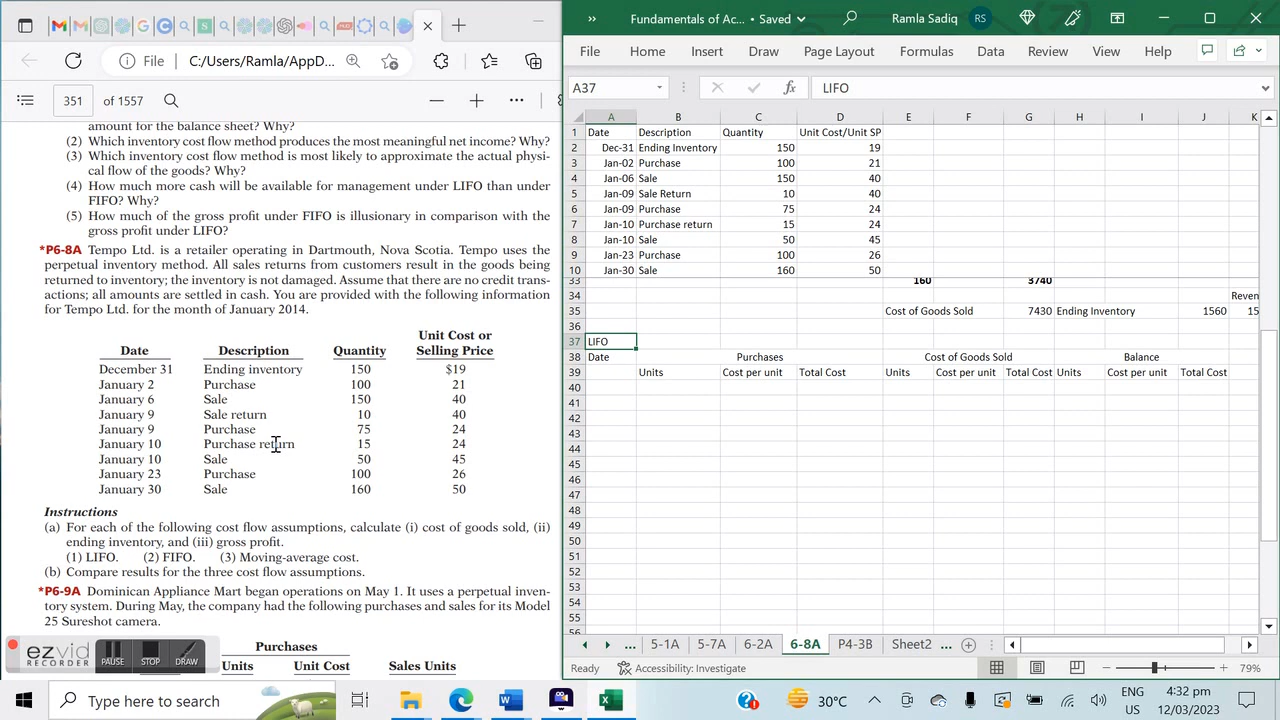 File
C:/Users/Ramla/AppD...
351 of 1557
amount for the balance sheet? Why?
(2) Which inventory cost flow method produces the most meaningful net income? Why?
(3) Which inventory cost flow method is most likely to approximate the actual physi-
cal flow of the goods? Why?
(4) How much more cash will be available for management under LIFO than under
FIFO? Why?
(5) How much of the gross profit under FIFO is illusionary in comparison with the
gross profit under LIFO?
*P6-8A Tempo Ltd. is a retailer operating in Dartmouth, Nova Scotia. Tempo uses the
perpetual inventory method. All sales returns from customers result in the goods being
returned to inventory; the inventory is not damaged. Assume that there are no credit trans-
actions; all amounts are settled in cash. You are provided with the following information
for Tempo Ltd. for the month of January 2014.
Unit Cost or
Date Description Quantity Selling Price
December 31 Ending inventory 150 $19
January 2 Purchase 100 21
January 6 Sale 150 40
January 9 Sale return 10 40
January 9 Purchase 75 24
January 10 Purchase return 15 24
January 10 Sale 50 45
January 23 Purchase 100 26
January 30 Sale 160 50
Instructions
(a) For each of the following cost flow assumptions, calculate (i) cost of goods sold, (ii)
ending inventory, and (iii) gross profit.
(1) LIFO. (2) FIFO. (3) Moving-average cost.
(b) Compare results for the three cost flow assumptions.
*P6-9A Dominican Appliance Mart began operations on May 1. It uses a perpetual inven-
tory system. During May, the company had the following purchases and sales for its Model
25 Sureshot camera.
Purchases
Units Unit Cost Sales Units
ezvid
RECORDER
PAUSE STOP DRAW
Fundamentals of Ac... • Saved
Ramla Sadiq RS
File Home Insert Draw Page Layout Formulas Data Review View Help
A37 fx LIFO
A B C D E F G H I J K
1 Date Description Quantity Unit Cost/Unit SP
2 Dec-31 Ending Inventory 150 19
3 Jan-02 Purchase 100 21
4 Jan-06 Sale 150 40
5 Jan-09 Sale Return 10 40
6 Jan-09 Purchase 75 24
7 Jan-10 Purchase return 15 24
8 Jan-10 Sale 50 45
9 Jan-23 Purchase 100 26
10 Jan-30 Sale 160 50
33 160 3740
34 Reven
35 Cost of Goods Sold 7430 Ending Inventory 1560 15
36
37 LIFO
38 Date Purchases Cost of Goods Sold Balance
39 Units Cost per unit Total Cost Units Cost per unit Total Cost Units Cost per unit Total Cost
40
41
42
43
44
45
46
47
48
49
50
51
52
53
54
55
56
... 5-1A 5-7A 6-2A 6-8A P4-3B Sheet2 ...
Ready Accessibility: Investigate 79%
Type here to search
30°C
ENG
US
4:32 pm
12/03/2023